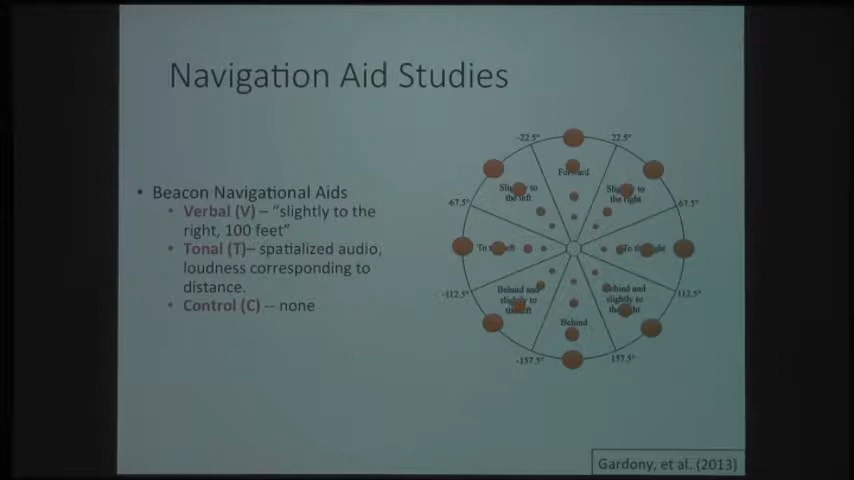 Navigation Aid Studies
• Beacon Navigational Aids
• Verbal (V) – “slightly to the
right, 100 feet”
• Tonal (T)– spatialized audio,
loudness corresponding to
distance.
• Control (C) -- none
-22.5°
22.5°
Forward
Slightly to
the left
Slightly to
the right
67.5°
67.5°
To the left
To the right
-112.5°
112.5°
Behind and
slightly to
the left
Behind and
slightly to
the right
Behind
-157.5°
157.5°
Gardony, et al. (2013)